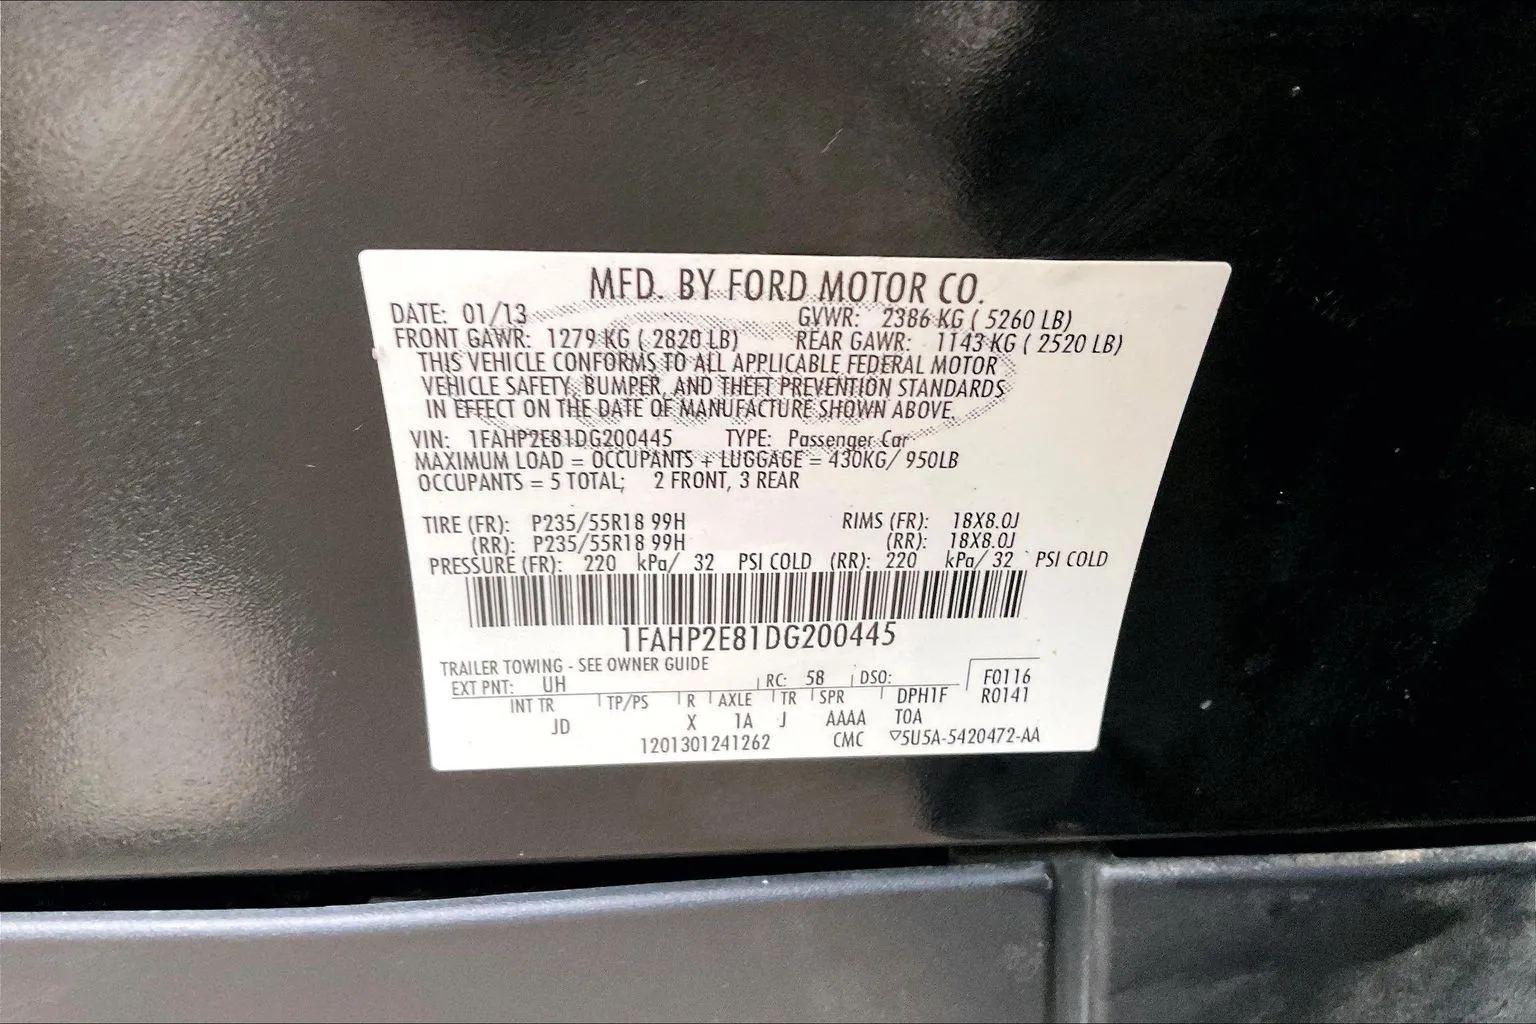 MFD. BY FORD MOTOR CO.
DATE: 01/13 GVWR: 2386 KG ( 5260 LB)
FRONT GAWR: 1279 KG ( 2820 LB) REAR GAWR: 1143 KG ( 2520 LB)
THIS VEHICLE CONFORMS TO ALL APPLICABLE FEDERAL MOTOR
VEHICLE SAFETY, BUMPER, AND THEFT PREVENTION STANDARDS
IN EFFECT ON THE DATE OF MANUFACTURE SHOWN ABOVE.
VIN: 1FAHP2E81DG200445 TYPE: Passenger Car
MAXIMUM LOAD = OCCUPANTS + LUGGAGE = 430KG/ 950LB
OCCUPANTS = 5 TOTAL; 2 FRONT, 3 REAR
TIRE (FR): P235/55R18 99H RIMS (FR): 18X8.0J
(RR): P235/55R18 99H (RR): 18X8.0J
PRESSURE (FR): 220 kPa/ 32 PSI COLD (RR): 220 kPa/ 32 PSI COLD
1FAHP2E81DG200445
TRAILER TOWING - SEE OWNER GUIDE
EXT PNT: UH RC: 58 DSO: F0116
INT TR TP/PS R AXLE TR SPR DPH1F R0141
JD X 1A J AAAA T0A
1201301241262 CMC ▽5U5A-5420472-AA